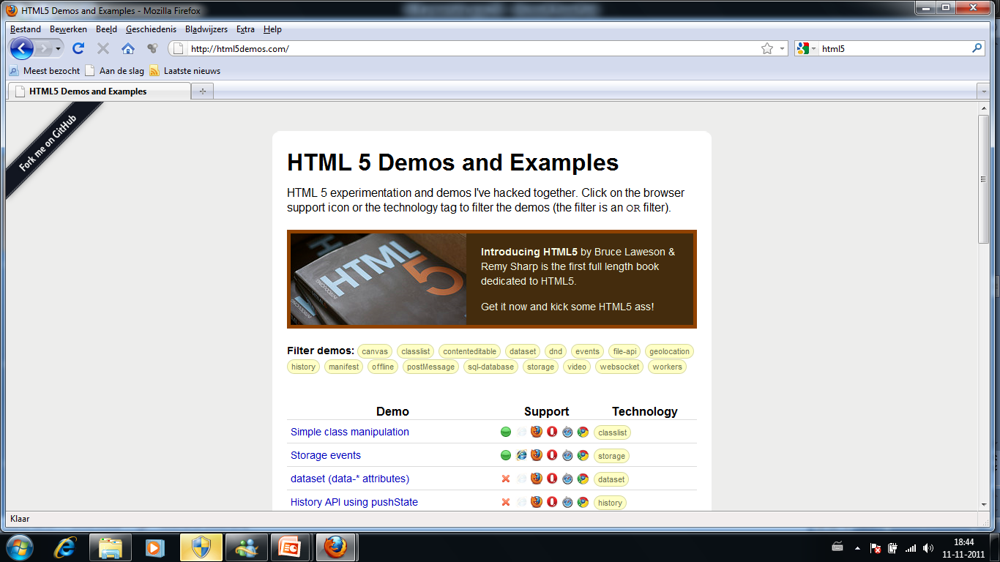 HTML5 Demos and Examples - Mozilla Firefox
Bestand Bewerken Beeld Geschiedenis Bladwijzers Extra Help
http://html5demos.com/ html5
Meest bezocht Aan de slag Laatste nieuws
HTML5 Demos and Examples
Fork me on GitHub
HTML 5 Demos and Examples
HTML 5 experimentation and demos I've hacked together. Click on the browser
support icon or the technology tag to filter the demos (the filter is an OR filter).
HTML
5
Introducing HTML5 by Bruce Laweson &
Remy Sharp is the first full length book
dedicated to HTML5.
Get it now and kick some HTML5 ass!
Filter demos: canvas classlist contenteditable dataset dnd events file-api geolocation
history manifest offline postMessage sql-database storage video websocket workers
Demo Support Technology
Simple class manipulation classlist
Storage events storage
dataset (data-* attributes) dataset
History API using pushState history
Klaar
18:44
11-11-2011